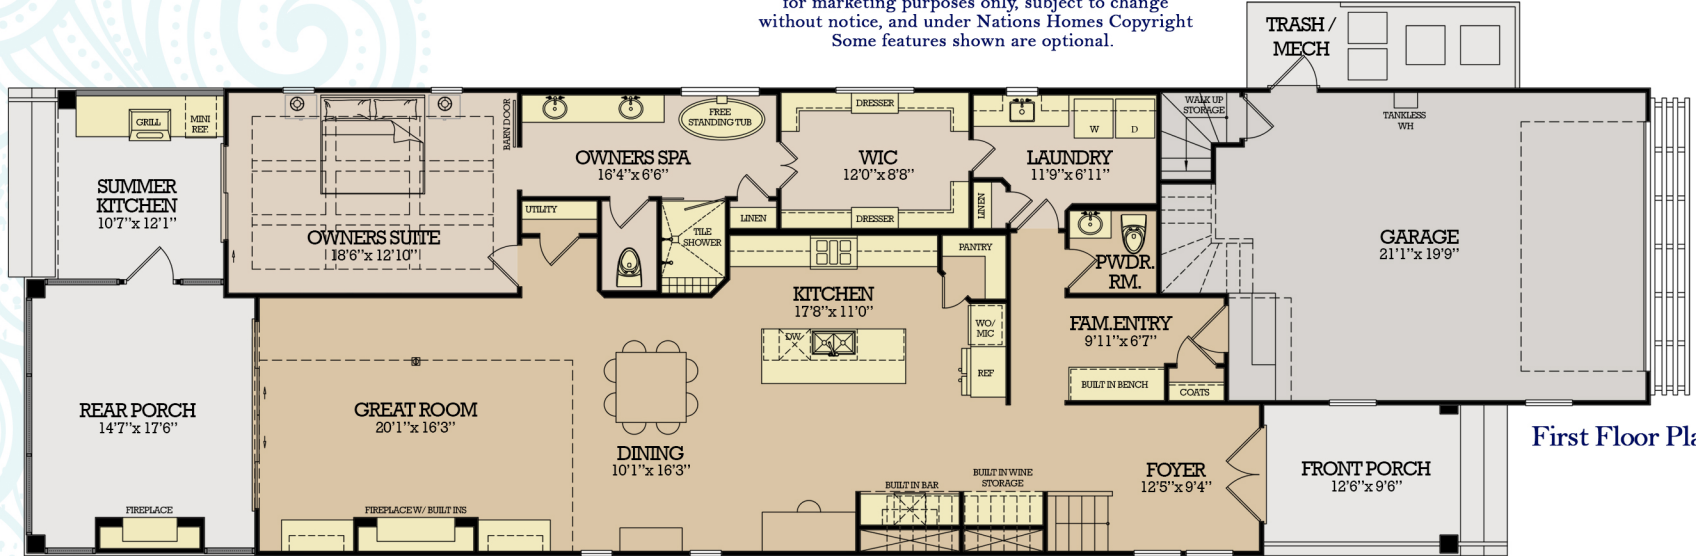 for marketing purposes only, subject to change
without notice, and under Nations Homes Copyright
Some features shown are optional.
TRASH /
MECH
GRILL
MINI
REF.
SUMMER
KITCHEN
10'7"x 12'1"
BARN DOOR
OWNERS SUITE
18'6"x 12'10"
FREE
STANDING TUB
OWNERS SPA
16'4"x 6'6"
UTILITY
TILE
SHOWER
LINEN
DRESSER
WIC
12'0"x 8'8"
DRESSER
W
D
LAUNDRY
11'9"x 6'11"
LINEN
WALK UP
STORAGE
TANKLESS
WH
GARAGE
21'1"x 19'9"
PWDR.
RM.
PANTRY
KITCHEN
17'8"x 11'0"
DW
WO/
MIC
REF
FAM.ENTRY
9'11"x 6'7"
BUILT IN BENCH
COATS
REAR PORCH
14'7"x 17'6"
FIREPLACE
GREAT ROOM
20'1"x 16'3"
FIREPLACE W/ BUILT INS
DINING
10'1"x 16'3"
BUILT IN BAR
BUILT IN WINE
STORAGE
FOYER
12'5"x 9'4"
FRONT PORCH
12'6"x 9'6"
First Floor Pla